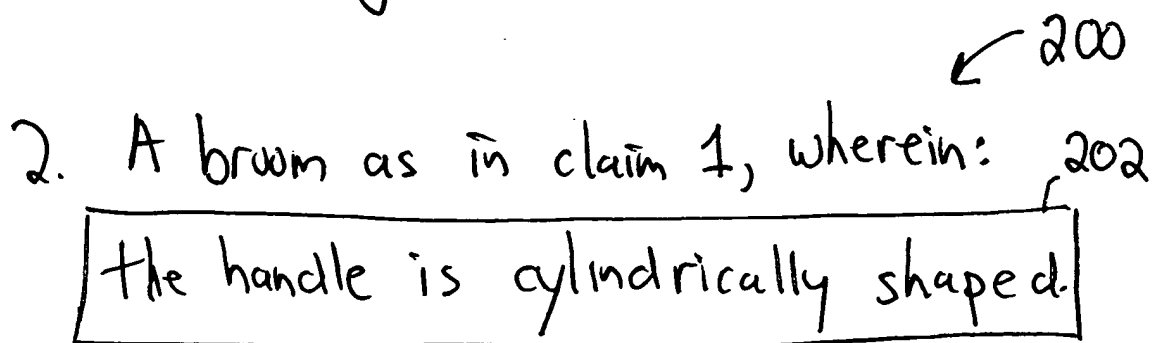 200
2. A broom as in claim 1, wherein:
202
the handle is cylindrically shaped.